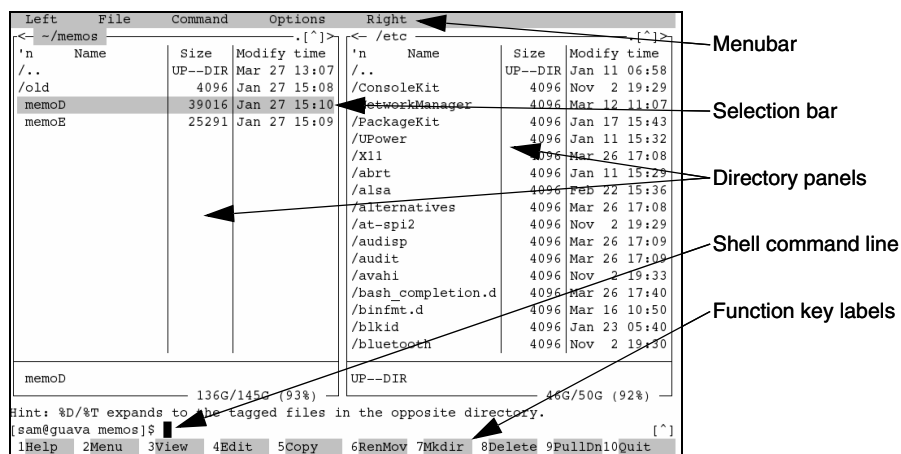 Left File Command Options Right
<— ~/memos .[^]> <— /etc .[^]>
'n Name Size Modify time 'n Name Size Modify time
/.. UP--DIR Mar 27 13:07 /.. UP--DIR Jan 11 06:58
/old 4096 Jan 27 15:08 /ConsoleKit 4096 Nov 2 19:29
memoD 39016 Jan 27 15:10 /NetworkManager 4096 Mar 12 11:07
memoE 25291 Jan 27 15:09 /PackageKit 4096 Jan 17 15:43
/UPower 4096 Jan 11 15:32
/X11 4096 Mar 26 17:08
/abrt 4096 Jan 11 15:29
/alsa 4096 Feb 22 15:36
/alternatives 4096 Mar 26 17:08
/at-spi2 4096 Nov 2 19:29
/audisp 4096 Mar 26 17:09
/audit 4096 Mar 26 17:09
/avahi 4096 Nov 2 19:33
/bash_completion.d 4096 Mar 26 17:40
/binfmt.d 4096 Mar 16 10:50
/blkid 4096 Jan 23 05:40
/bluetooth 4096 Nov 2 19:30
memoD UP--DIR
136G/145G (93%) 46G/50G (92%)
Hint: %D/%T expands to the tagged files in the opposite directory.
[sam@guava memos]$ [^]
1Help 2Menu 3View 4Edit 5Copy 6RenMov 7Mkdir 8Delete 9PullDn 10Quit
Menubar
Selection bar
Directory panels
Shell command line
Function key labels